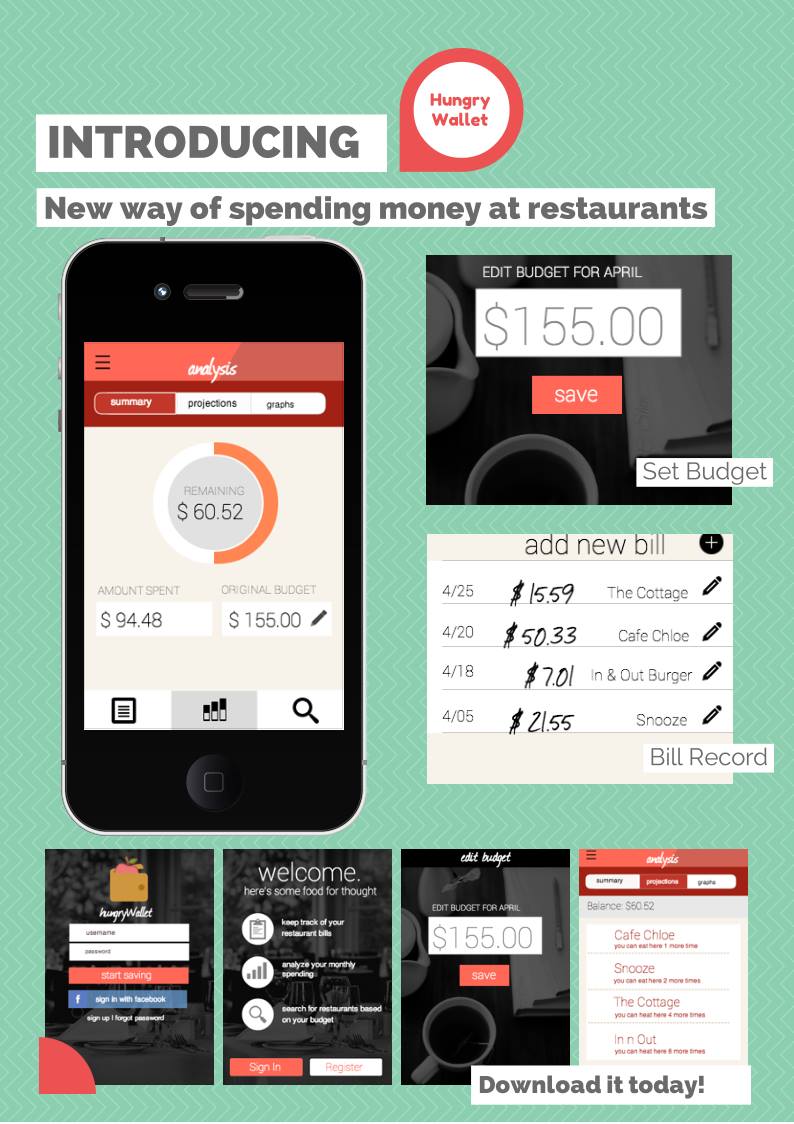 Hungry
Wallet
INTRODUCING
New way of spending money at restaurants
analysis
summary projections graphs
REMAINING
$ 60.52
AMOUNT SPENT ORIGINAL BUDGET
$ 94.48 $ 155.00
EDIT BUDGET FOR APRIL
$155.00
save
Set Budget
add new bill
4/25 $ 15.59 The Cottage
4/20 $ 50.33 Cafe Chloe
4/18 $ 7.01 In & Out Burger
4/05 $ 21.55 Snooze
Bill Record
hungryWallet
username
password
start saving
f sign in with facebook
sign up I forgot password
welcome.
here's some food for thought
keep track of your
restaurant bills
analyze your monthly
spending
search for restaurants based
on your budget
Sign In Register
edit budget
EDIT BUDGET FOR APRIL
$155.00
save
analysis
summary projections graphs
Balance: $60.52
Cafe Chloe
you can eat here 1 more time
Snooze
you can eat here 2 more times
The Cottage
you can heat here 4 more times
In n Out
you can heat here 8 more times
Download it today!